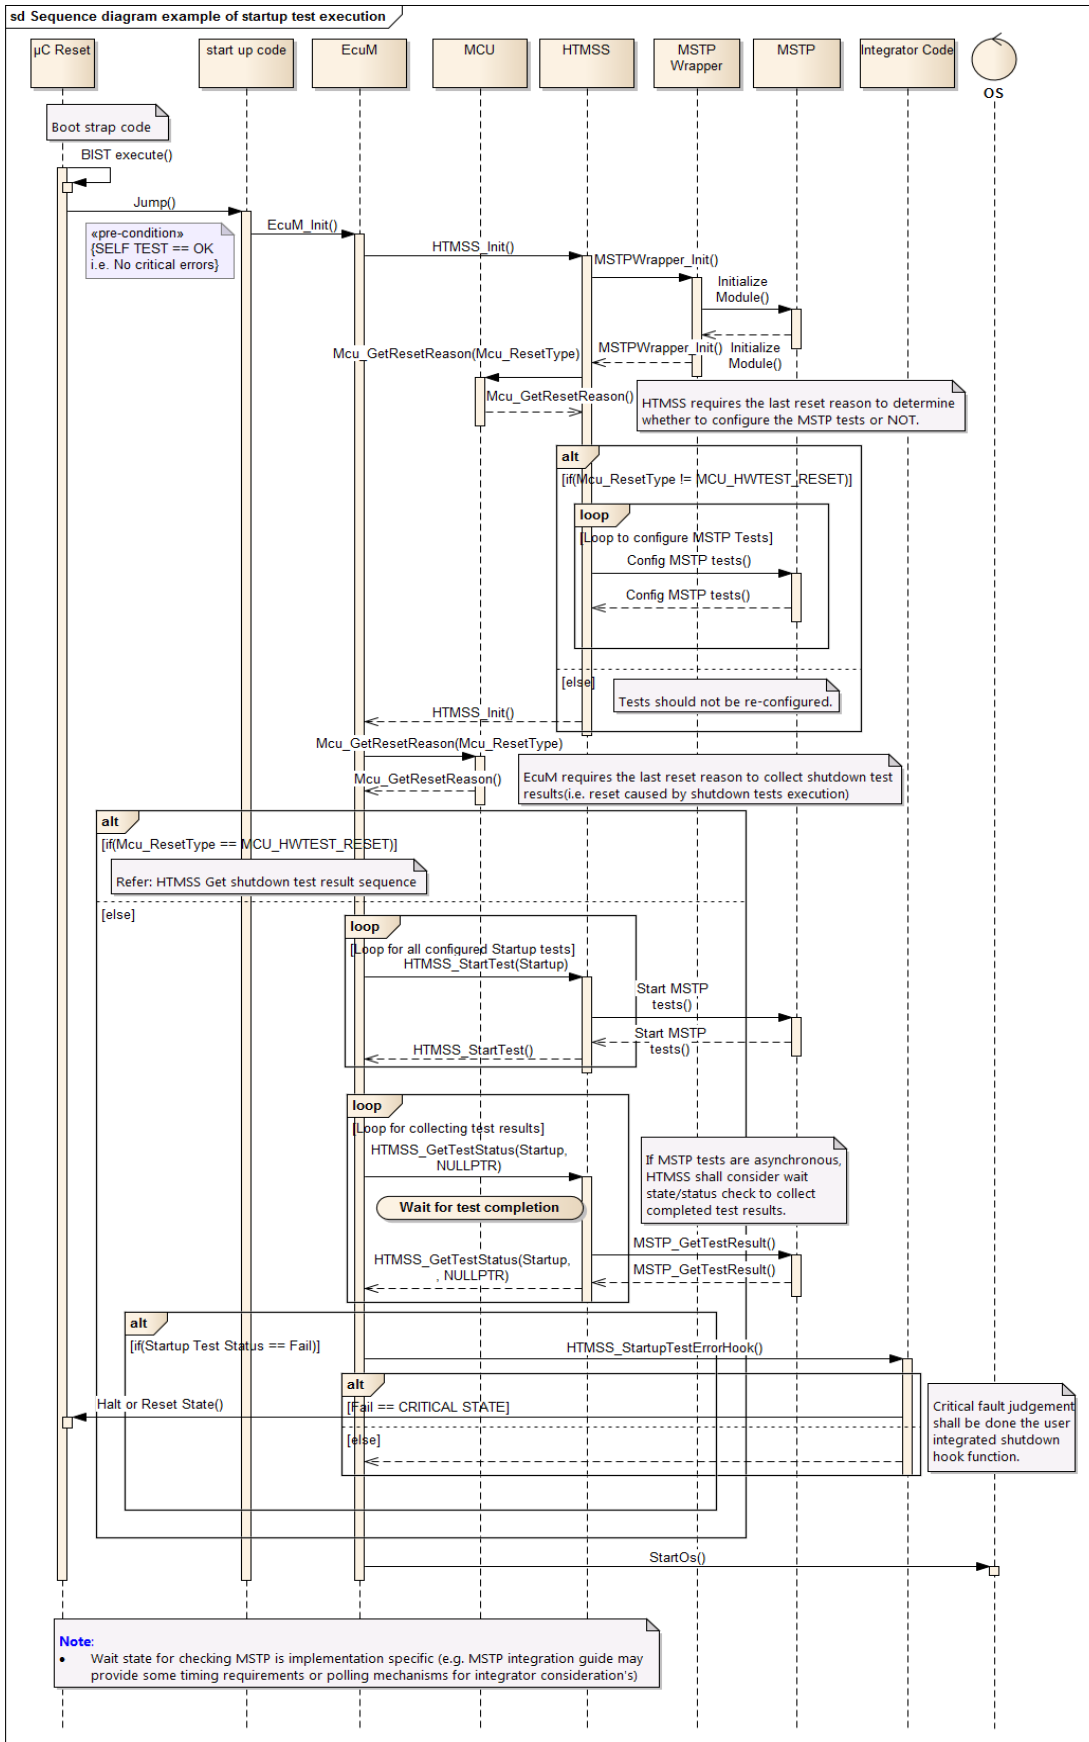 sd Sequence diagram example of startup test execution
µC Reset
start up code
EcuM
MCU
HTMSS
MSTP
Wrapper
MSTP
Integrator Code
OS
Boot strap code
BIST execute()
Jump()
«pre-condition»
{SELF TEST == OK
i.e. No critical errors}
EcuM_Init()
HTMSS_Init()
MSTPWrapper_Init()
Initialize
Module()
MSTPWrapper_Init()
Initialize
Module()
Mcu_GetResetReason(Mcu_ResetType)
Mcu_GetResetReason()
HTMSS requires the last reset reason to determine
whether to configure the MSTP tests or NOT.
alt
[if(Mcu_ResetType != MCU_HWTEST_RESET)]
loop
[Loop to configure MSTP Tests]
Config MSTP tests()
Config MSTP tests()
[else]
Tests should not be re-configured.
HTMSS_Init()
Mcu_GetResetReason(Mcu_ResetType)
Mcu_GetResetReason()
EcuM requires the last reset reason to collect shutdown test
results(i.e. reset caused by shutdown tests execution)
alt
[if(Mcu_ResetType == MCU_HWTEST_RESET)]
Refer: HTMSS Get shutdown test result sequence
[else]
loop
[Loop for all configured Startup tests]
HTMSS_StartTest(Startup)
Start MSTP
tests()
Start MSTP
tests()
HTMSS_StartTest()
loop
[Loop for collecting test results]
HTMSS_GetTestStatus(Startup,
NULLPTR)
If MSTP tests are asynchronous,
HTMSS shall consider wait
state/status check to collect
completed test results.
Wait for test completion
MSTP_GetTestResult()
HTMSS_GetTestStatus(Startup,
, NULLPTR)
MSTP_GetTestResult()
alt
[if(Startup Test Status == Fail)]
HTMSS_StartupTestErrorHook()
alt
[Fail == CRITICAL STATE]
Halt or Reset State()
Critical fault judgement
shall be done the user
integrated shutdown
hook function.
[else]
StartOs()
Note:
• Wait state for checking MSTP is implementation specific (e.g. MSTP integration guide may
provide some timing requirements or polling mechanisms for integrator consideration's)